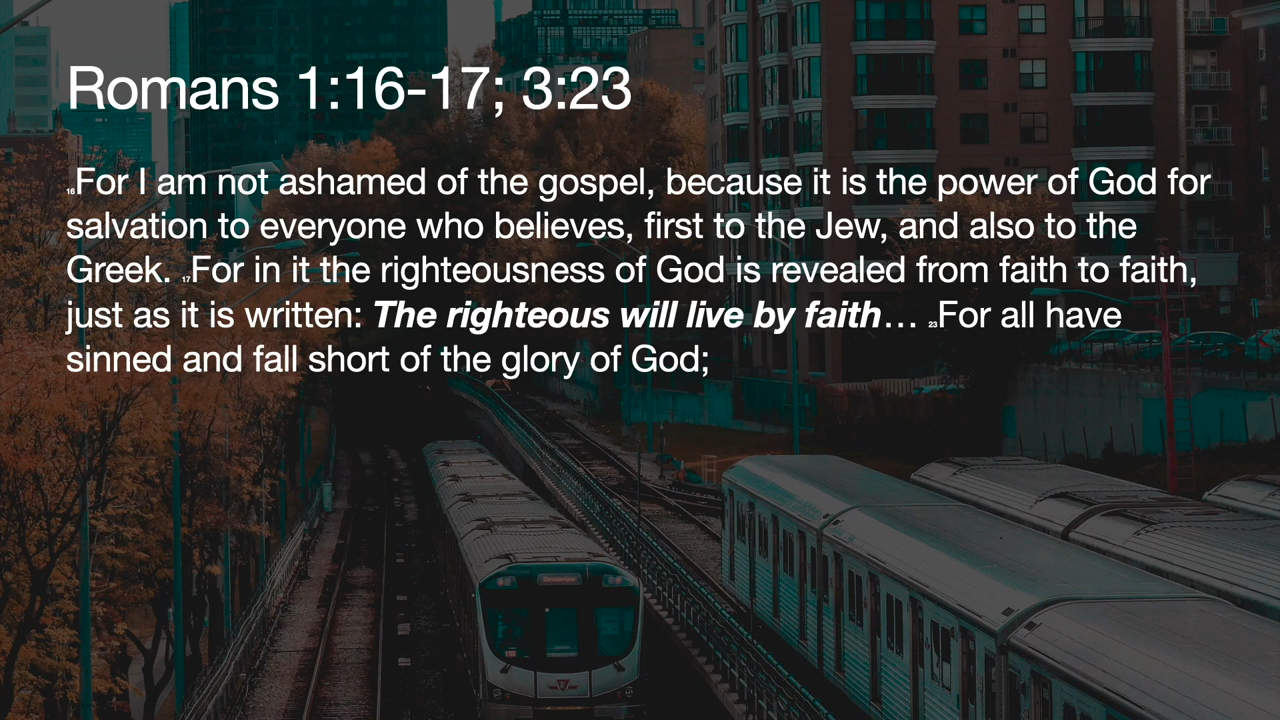 Romans 1:16-17; 3:23
16For I am not ashamed of the gospel, because it is the power of God for
salvation to everyone who believes, first to the Jew, and also to the
Greek. 17For in it the righteousness of God is revealed from faith to faith,
just as it is written: The righteous will live by faith… 23For all have
sinned and fall short of the glory of God;